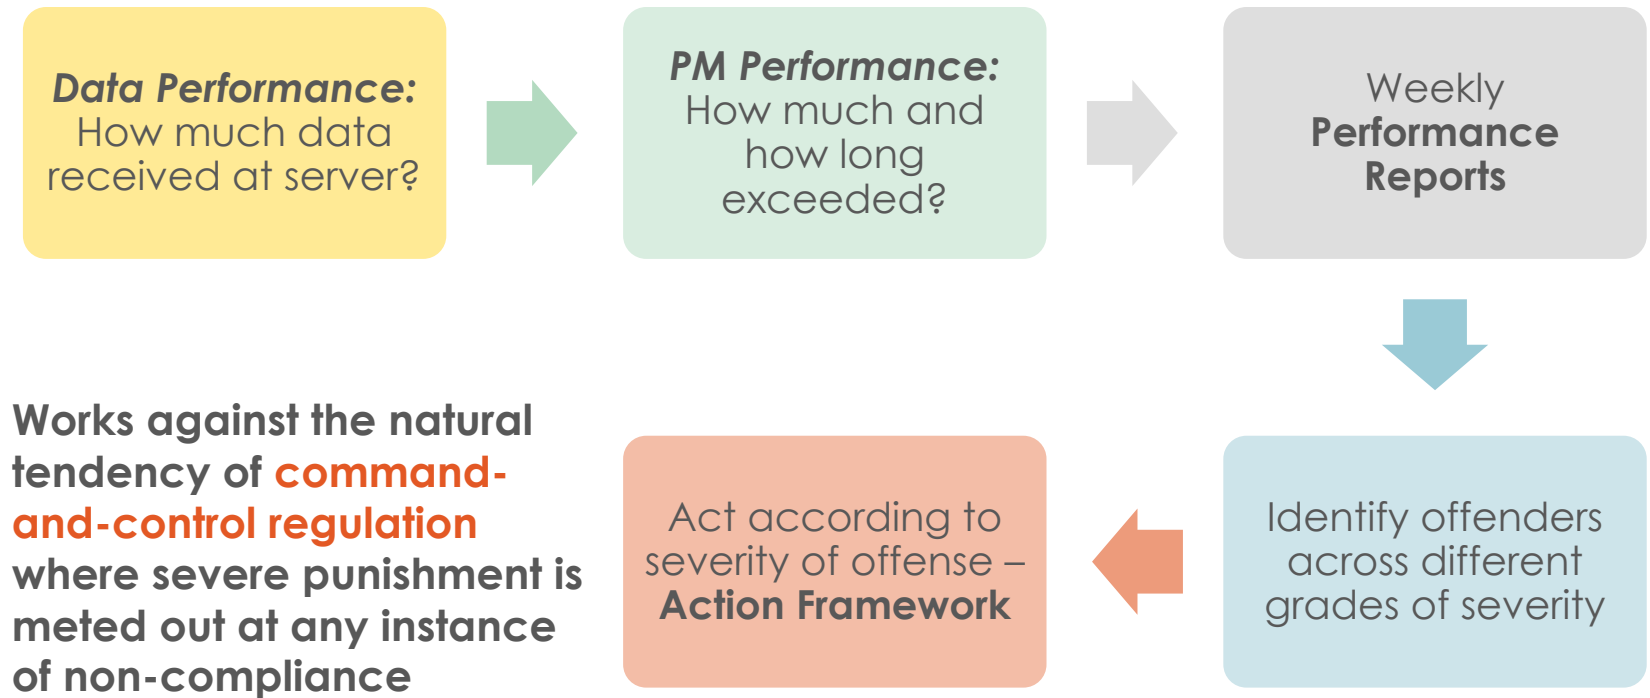 Data Performance:
How much data
received at server?
PM Performance:
How much and
how long
exceeded?
Weekly
Performance
Reports
Identify offenders
across different
grades of severity
Act according to
severity of offense –
Action Framework
Works against the natural
tendency of command-
and-control regulation
where severe punishment is
meted out at any instance
of non-compliance